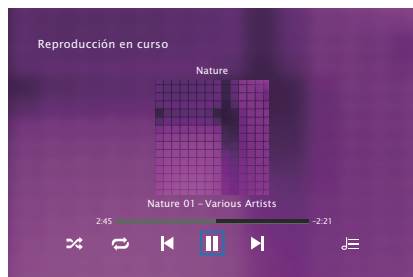 Reproducción en curso
Nature
Nature 01 – Various Artists
2:45
–2:21